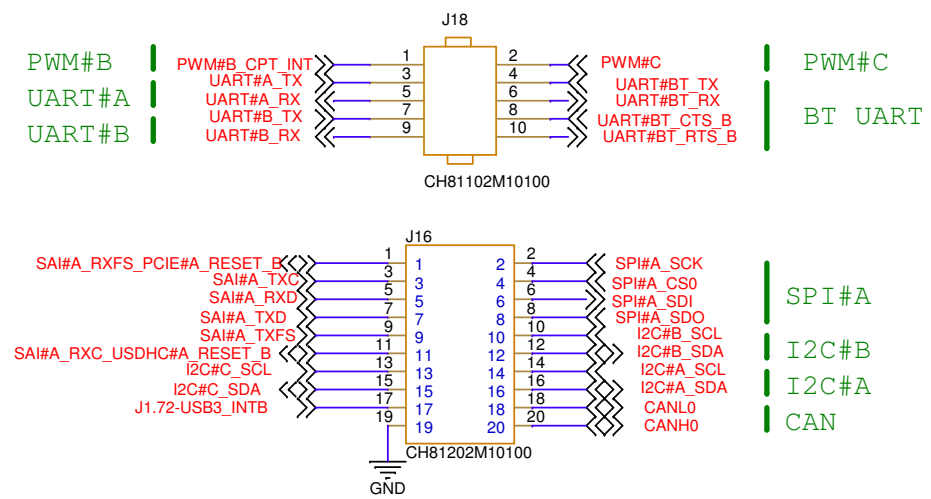 J18
PWM#B PWM#B_CPT_INT 1 2 PWM#C PWM#C
UART#A_TX 3 4 UART#BT_TX
UART#A UART#A_RX 5 6 UART#BT_RX
UART#B_TX 7 8 UART#BT_CTS_B BT UART
UART#B UART#B_RX 9 10 UART#BT_RTS_B
CH81102M10100
J16
SAI#A_RXFS_PCIE#A_RESET_B 1 1 2 2 SPI#A_SCK
SAI#A_TXC 3 3 4 4 SPI#A_CS0
SAI#A_RXD 5 5 6 6 SPI#A_SDI SPI#A
SAI#A_TXD 7 7 8 8 SPI#A_SDO
SAI#A_TXFS 9 9 10 10 I2C#B_SCL
SAI#A_RXC_USDHC#A_RESET_B 11 11 12 12 I2C#B_SDA I2C#B
I2C#C_SCL 13 13 14 14 I2C#A_SCL
I2C#C_SDA 15 15 16 16 I2C#A_SDA I2C#A
J1.72-USB3_INTB 17 17 18 18 CANL0
19 19 20 20 CANH0 CAN
CH81202M10100
GND